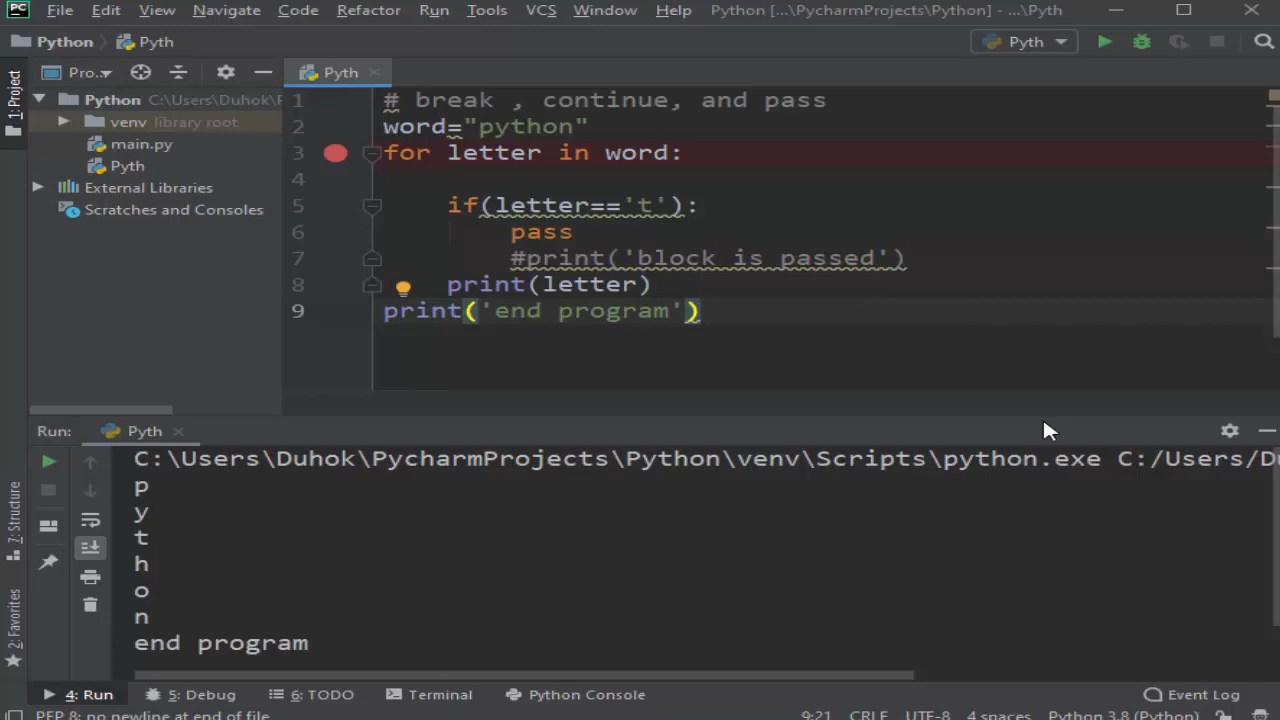 PC File Edit View Navigate Code Refactor Run Tools VCS Window Help Python [...\PycharmProjects\Python] - ...\Pyth
Python Pyth Pyth
1: Project
Pro... Pyth
Python C:\Users\Duhok\
venv library root
main.py
Pyth
External Libraries
Scratches and Consoles
1 # break , continue, and pass
2 word="python"
3 for letter in word:
4
5 if(letter=='t'):
6 pass
7 #print('block is passed')
8 print(letter)
9 print('end program')
Run: Pyth
C:\Users\Duhok\PycharmProjects\Python\venv\Scripts\python.exe C:/Users/
p
y
t
h
o
n
end program
7: Structure
2: Favorites
4: Run 5: Debug 6: TODO Terminal Python Console Event Log
PEP 8: no newline at end of file 9:21 CRLF UTF-8 4 spaces Python 3.8 (Python)